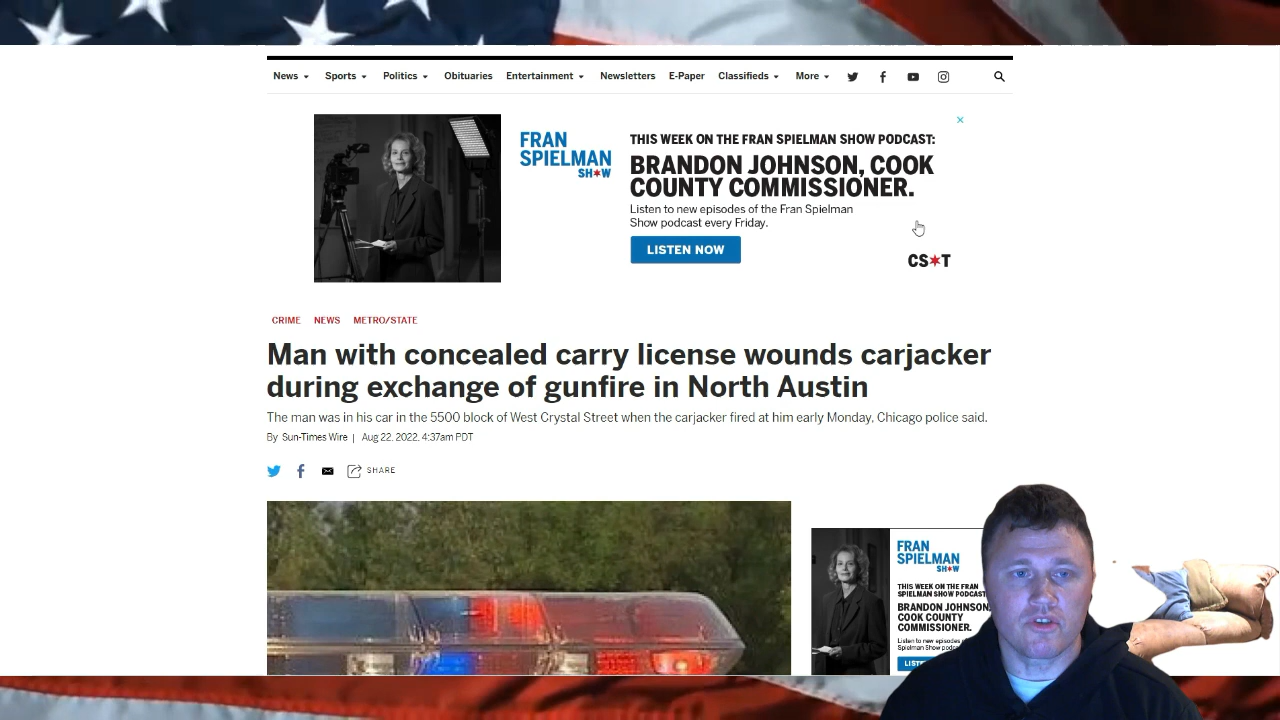 News Sports Politics Obituaries Entertainment Newsletters E-Paper Classifieds More
FRAN
SPIELMAN
SH★W
THIS WEEK ON THE FRAN SPIELMAN SHOW PODCAST:
BRANDON JOHNSON, COOK
COUNTY COMMISSIONER.
Listen to new episodes of the Fran Spielman
Show podcast every Friday.
LISTEN NOW
CS★T
CRIME NEWS METRO/STATE
Man with concealed carry license wounds carjacker
during exchange of gunfire in North Austin
The man was in his car in the 5500 block of West Crystal Street when the carjacker fired at him early Monday, Chicago police said.
By Sun-Times Wire | Aug 22, 2022, 4:37am PDT
SHARE
FRAN
SPIELMAN
SH★W
THIS WEEK ON THE FRAN
SPIELMAN SHOW PODCAST
BRANDON JOHNSON,
COOK COUNTY
COMMISSIONER.
Listen to new episodes
Spielman Show podc
LIST